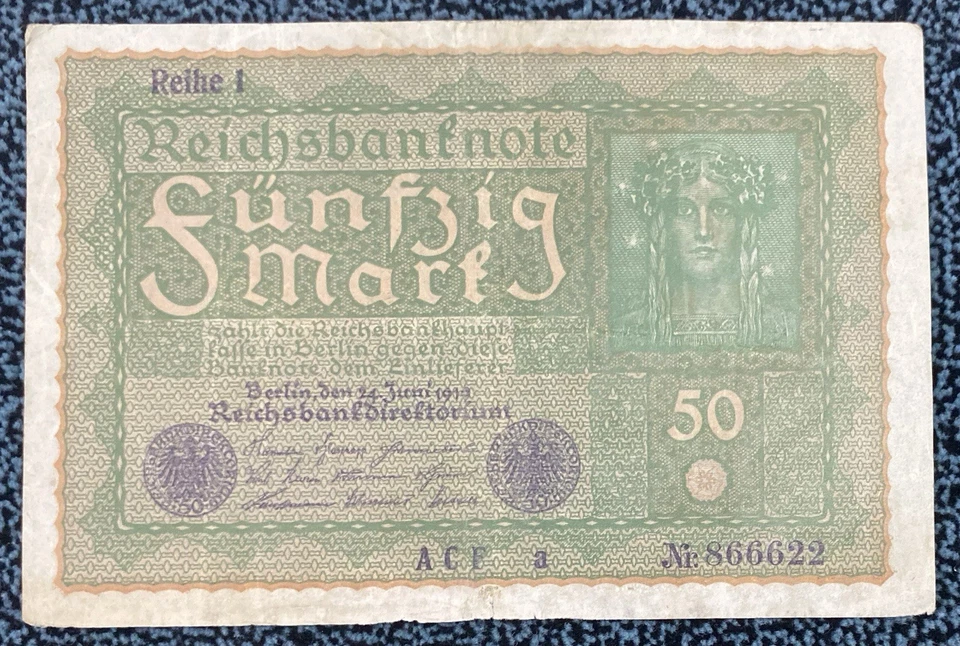 Reihe 1
Reichsbanknote
Fünfzig
Mark
zahlt die Reichsbankhaupt
kasse in Berlin gegen diese
Banknote dem Einlieferer
Berlin, den 24. Juni 1919
Reichsbankdirektorium
50
A C F a
Nr. 866622